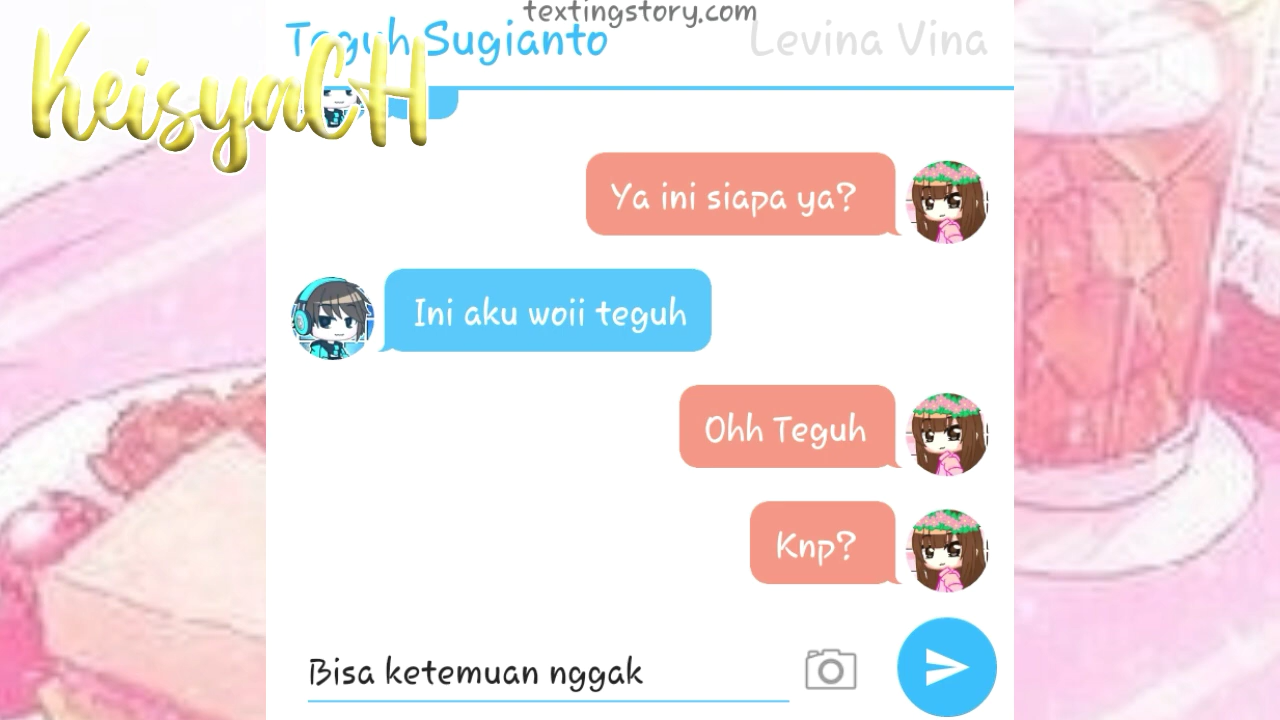 textingstory.com
Teguh Sugianto
Levina Vina
KeisyaCH
Ya ini siapa ya?
Ini aku woii teguh
Ohh Teguh
Knp?
Bisa ketemuan nggak